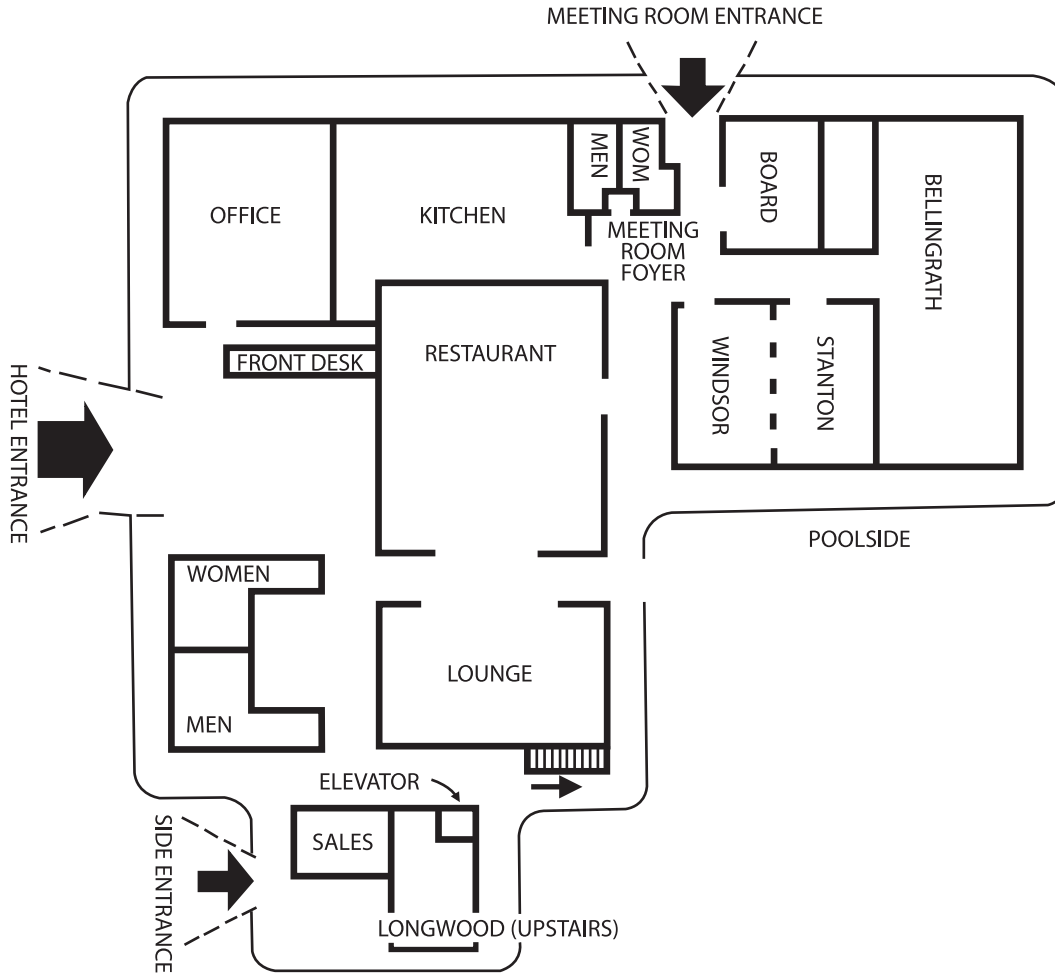 MEETING ROOM ENTRANCE
OFFICE
KITCHEN
MEN
WOM
BOARD
BELLINGRATH
MEETING
ROOM
FOYER
FRONT DESK
RESTAURANT
WINDSOR
STANTON
HOTEL ENTRANCE
POOLSIDE
WOMEN
MEN
LOUNGE
ELEVATOR
SIDE ENTRANCE
SALES
LONGWOOD (UPSTAIRS)